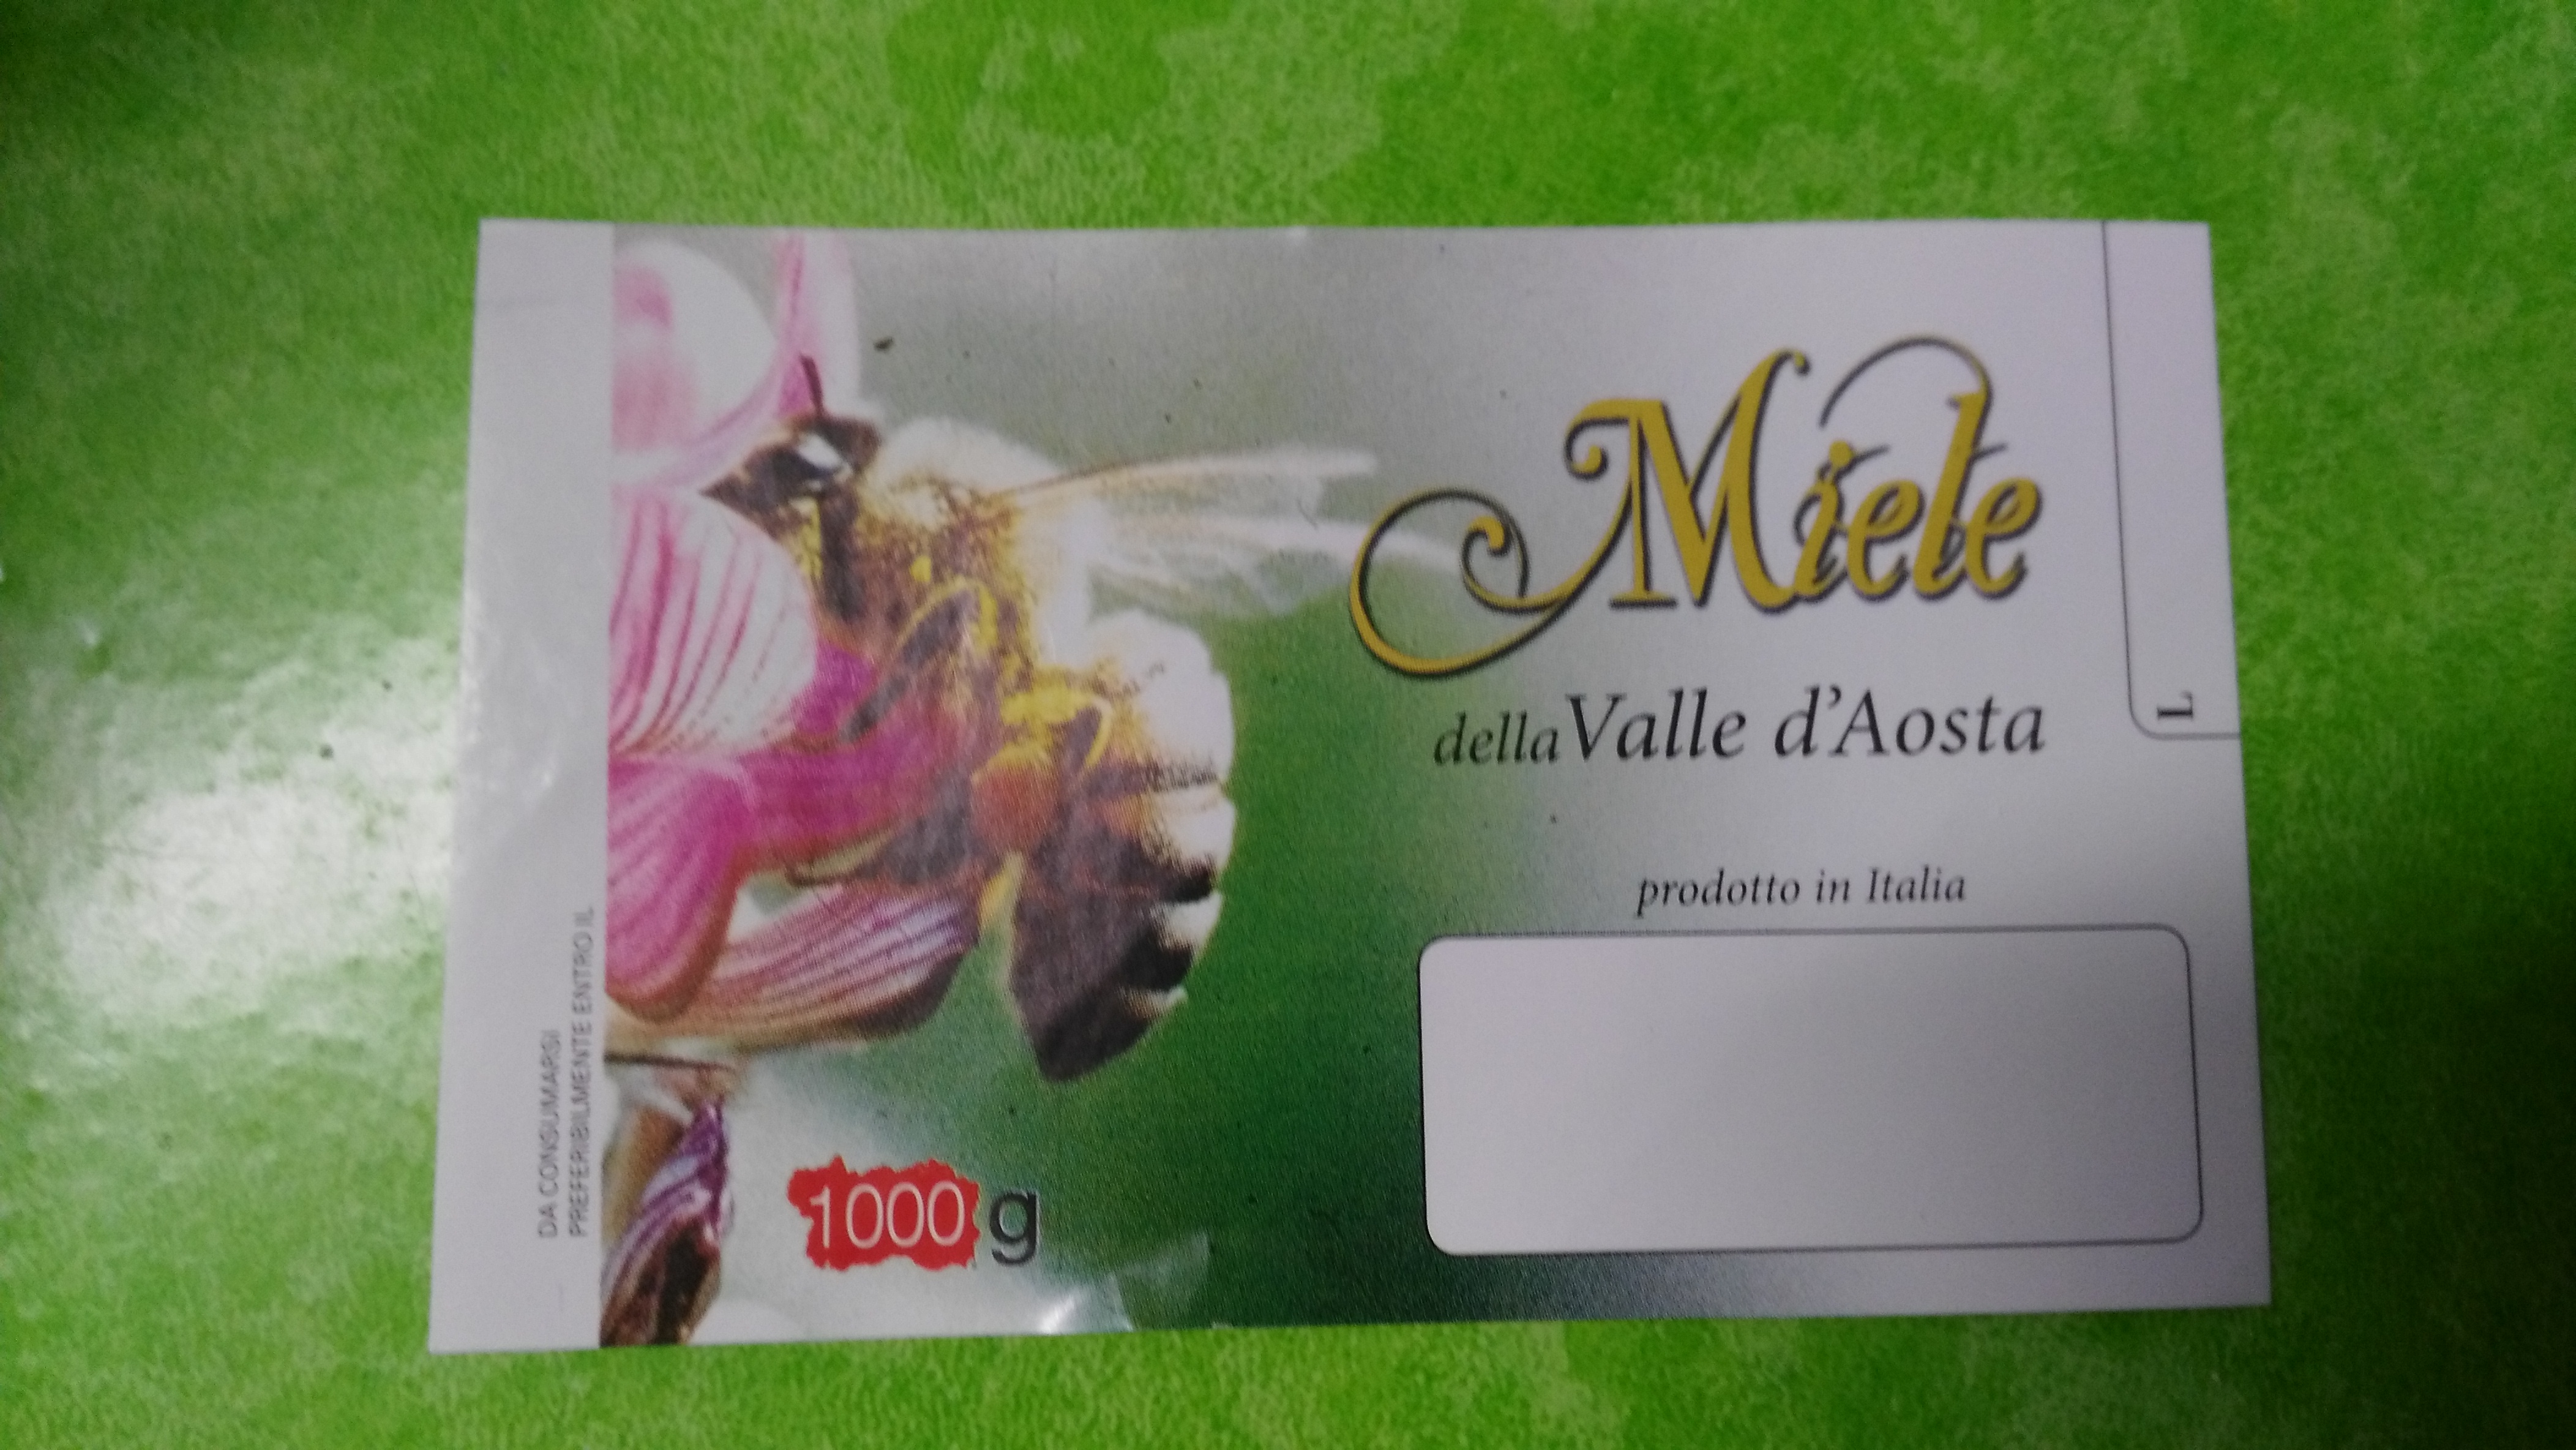 Miele
della Valle d'Aosta
prodotto in Italia
1000 g
DA CONSUMARSI
PREFERIBILMENTE ENTRO IL
L